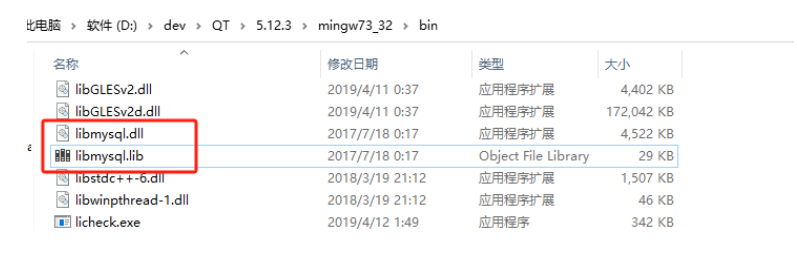 此电脑 › 软件 (D:) › dev › QT › 5.12.3 › mingw73_32 › bin
名称 修改日期 类型 大小
libGLESv2.dll 2019/4/11 0:37 应用程序扩展 4,402 KB
libGLESv2d.dll 2019/4/11 0:37 应用程序扩展 172,042 KB
libmysql.dll 2017/7/18 0:17 应用程序扩展 4,522 KB
libmysql.lib 2017/7/18 0:17 Object File Library 29 KB
libstdc++-6.dll 2018/3/19 21:12 应用程序扩展 1,507 KB
libwinpthread-1.dll 2018/3/19 21:12 应用程序扩展 46 KB
licheck.exe 2019/4/12 1:49 应用程序 342 KB